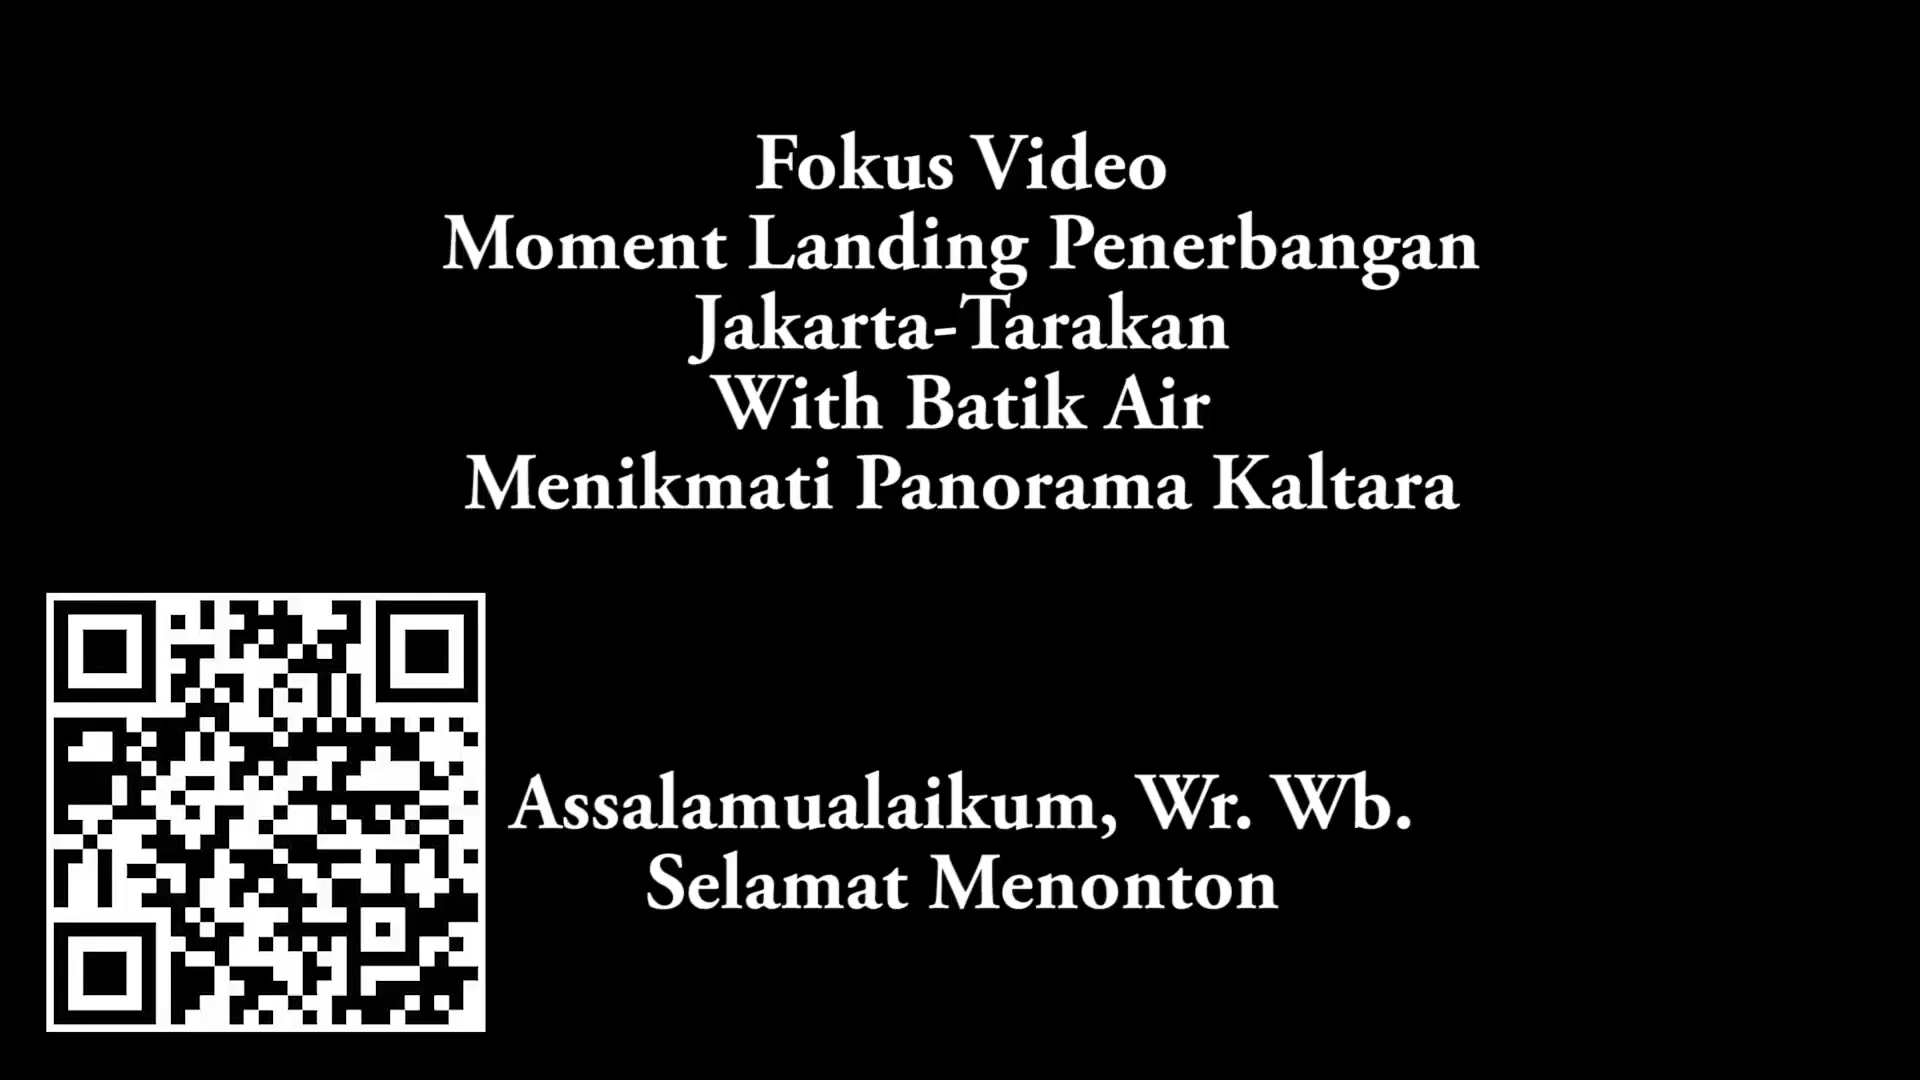 Fokus Video
Moment Landing Penerbangan
Jakarta-Tarakan
With Batik Air
Menikmati Panorama Kaltara
Assalamualaikum, Wr. Wb.
Selamat Menonton